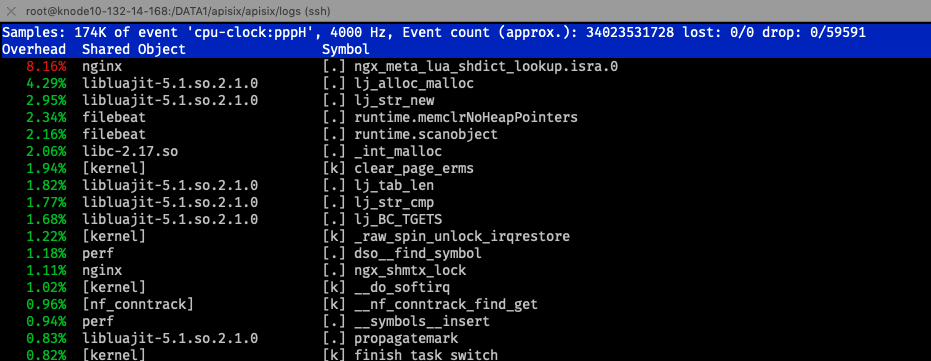 root@knode10-132-14-168:/DATA1/apisix/apisix/logs (ssh)
Samples: 174K of event 'cpu-clock:pppH', 4000 Hz, Event count (approx.): 34023531728 lost: 0/0 drop: 0/59591
Overhead Shared Object Symbol
8.16% nginx [.] ngx_meta_lua_shdict_lookup.isra.0
4.29% libluajit-5.1.so.2.1.0 [.] lj_alloc_malloc
2.95% libluajit-5.1.so.2.1.0 [.] lj_str_new
2.34% filebeat [.] runtime.memclrNoHeapPointers
2.16% filebeat [.] runtime.scanobject
2.06% libc-2.17.so [.] _int_malloc
1.94% [kernel] [k] clear_page_erms
1.82% libluajit-5.1.so.2.1.0 [.] lj_tab_len
1.77% libluajit-5.1.so.2.1.0 [.] lj_str_cmp
1.68% libluajit-5.1.so.2.1.0 [.] lj_BC_TGETS
1.22% [kernel] [k] _raw_spin_unlock_irqrestore
1.18% perf [.] dso__find_symbol
1.11% nginx [.] ngx_shmtx_lock
1.02% [kernel] [k] __do_softirq
0.96% [nf_conntrack] [k] __nf_conntrack_find_get
0.94% perf [.] __symbols__insert
0.83% libluajit-5.1.so.2.1.0 [.] propagatemark
0.82% [kernel] [k] finish_task_switch